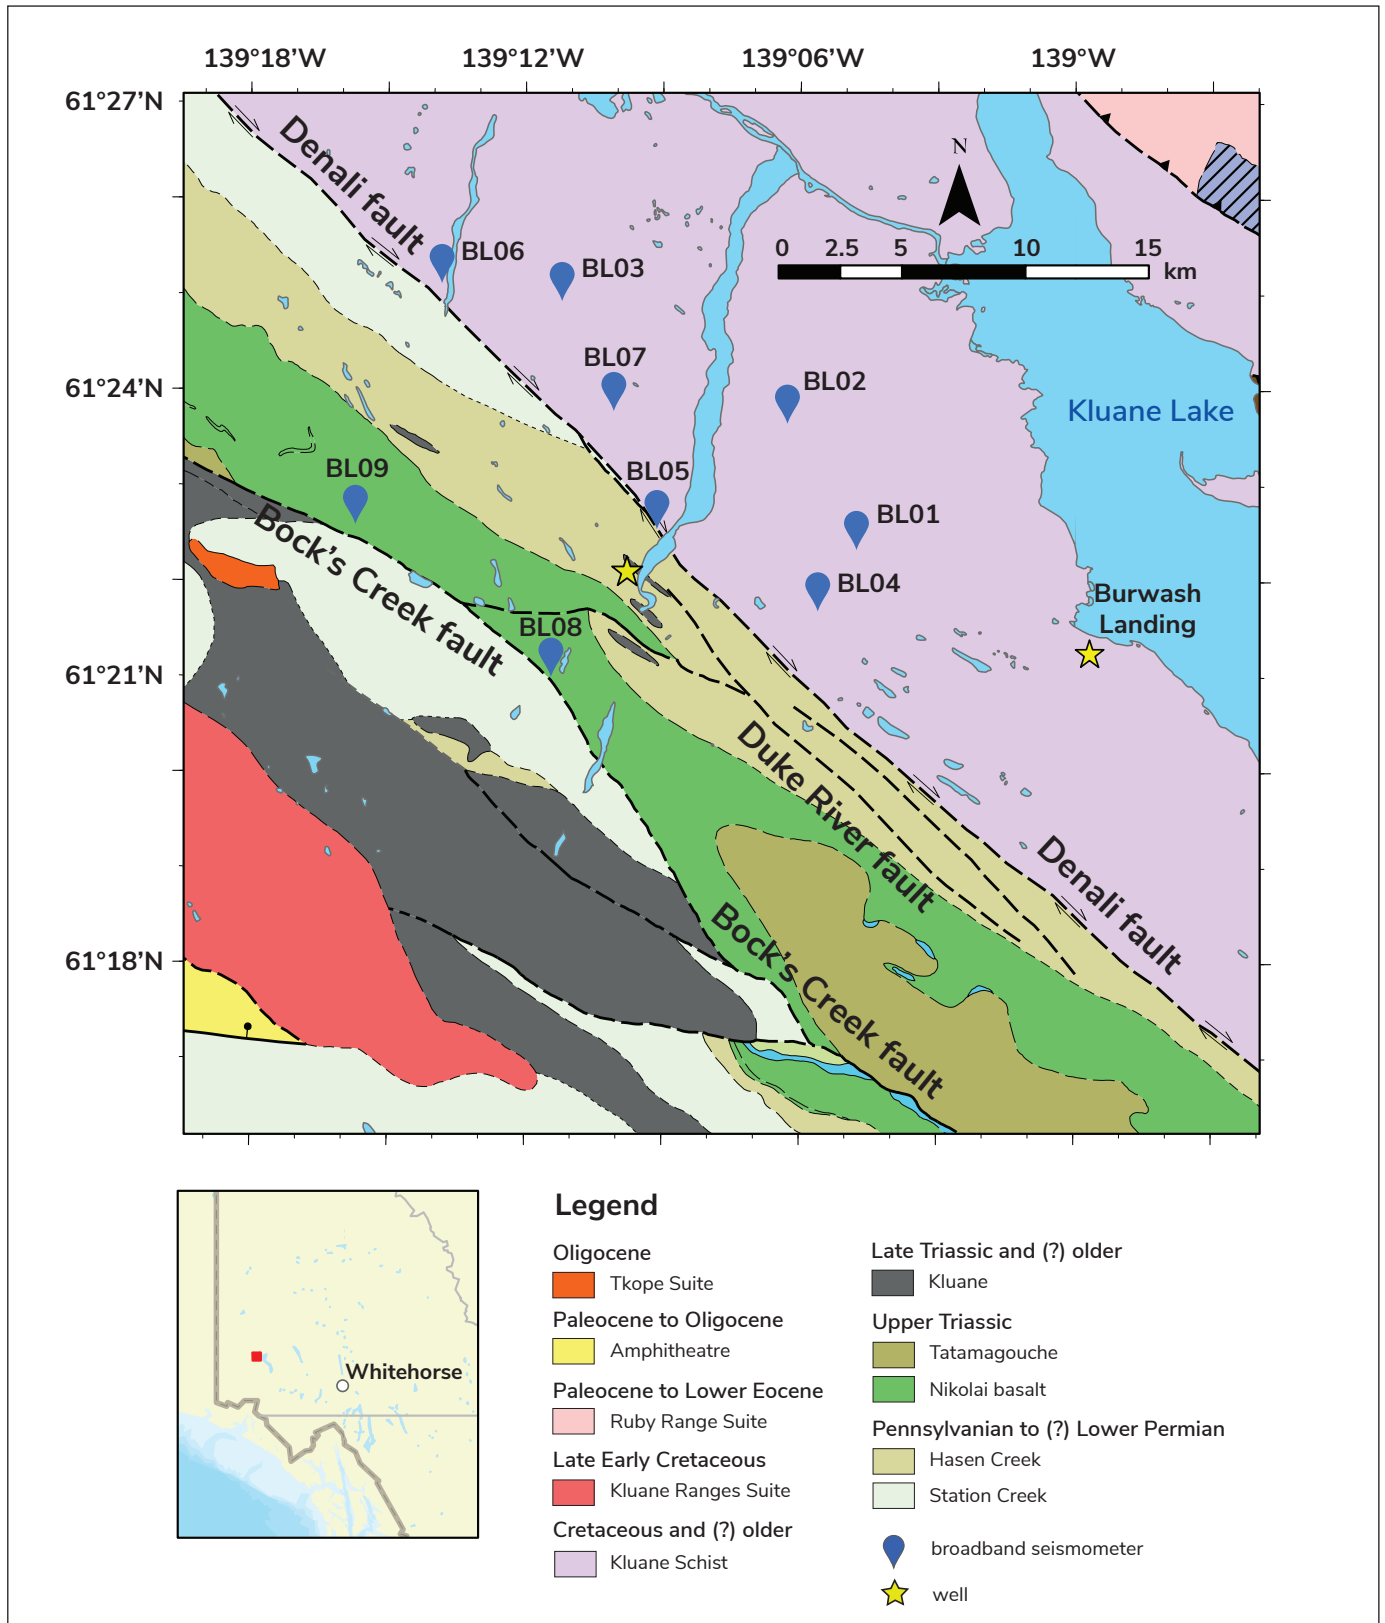 139°18’W 139°12’W 139°06’W 139°W
61°27’N
61°24’N
61°21’N
61°18’N
Denali fault
N
0 2.5 5 10 15
km
BL06
BL03
BL07
BL02
Kluane Lake
BL09
BL05
BL01
BL04
Burwash
Landing
Bock’s Creek fault
BL08
Duke River fault
Denali fault
Bock’s Creek fault
Whitehorse
Legend
Oligocene
Tkope Suite
Paleocene to Oligocene
Amphitheatre
Paleocene to Lower Eocene
Ruby Range Suite
Late Early Cretaceous
Kluane Ranges Suite
Cretaceous and (?) older
Kluane Schist
Late Triassic and (?) older
Kluane
Upper Triassic
Tatamagouche
Nikolai basalt
Pennsylvanian to (?) Lower Permian
Hasen Creek
Station Creek
broadband seismometer
well